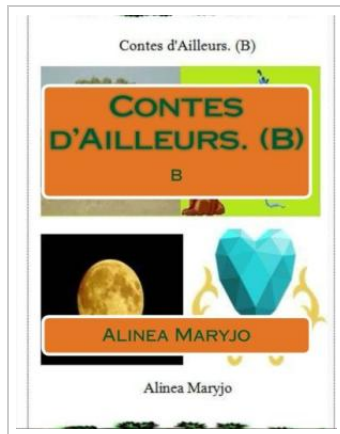 Contes d'Ailleurs. (B)
CONTES
D'AILLEURS. (B)
B
ALINEA MARYJO
Alinea Maryjo